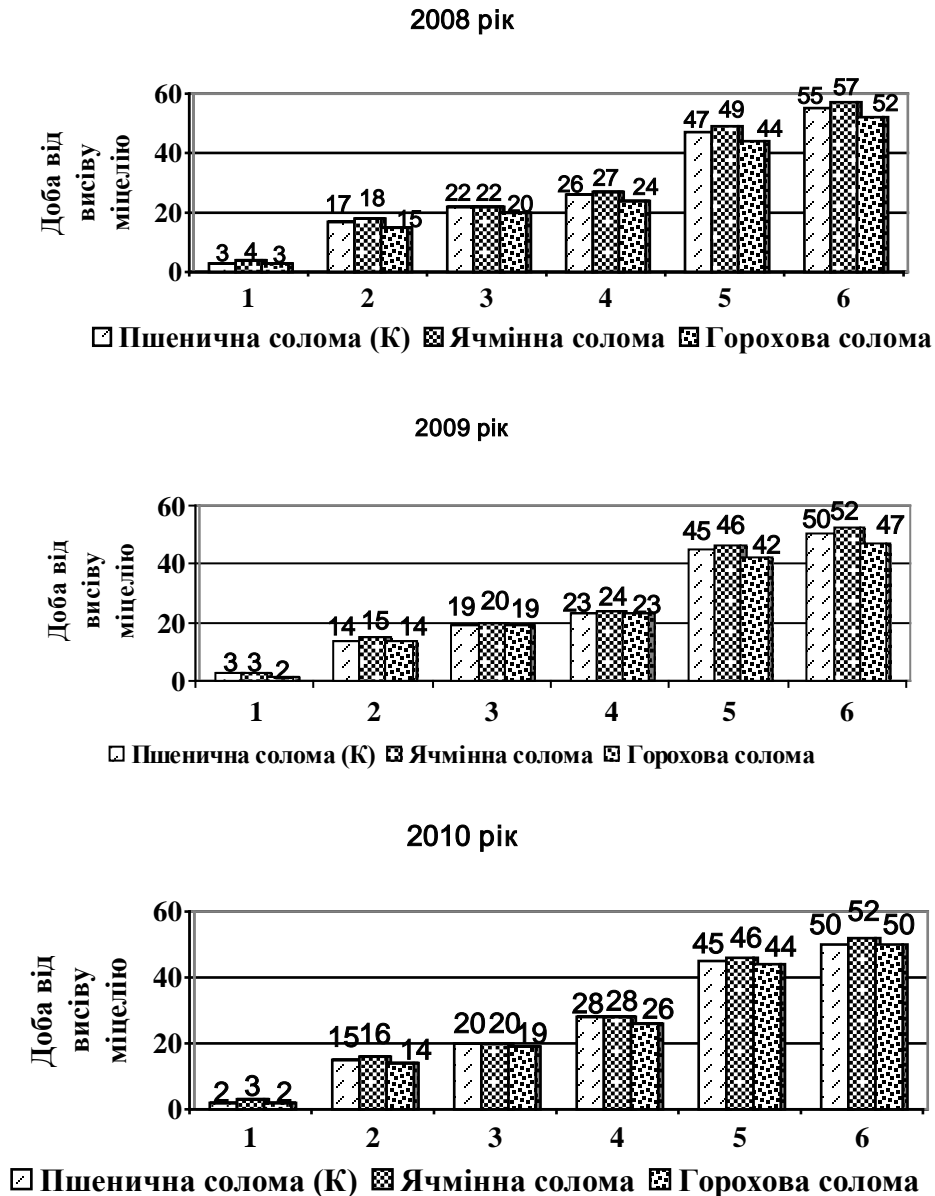 2008 рік
Доба від
висіву
міцелію
60
40
20
0
3 4 3
17 18 15
22 22 20
26 27 24
47 49 44
55 57 52
1 2 3 4 5 6
Пшенична солома (К) Ячмінна солома Горохова солома
2009 рік
Доба від
висіву
міцелію
60
40
20
0
3 3 2
14 15 14
19 20 19
23 24 23
45 46 42
50 52 47
1 2 3 4 5 6
Пшенична солома (К) Ячмінна солома Горохова солома
2010 рік
Доба від
висіву
міцелію
60
40
20
0
2 3 2
15 16 14
20 20 19
28 28 26
45 46 44
50 52 50
1 2 3 4 5 6
Пшенична солома (К) Ячмінна солома Горохова солома